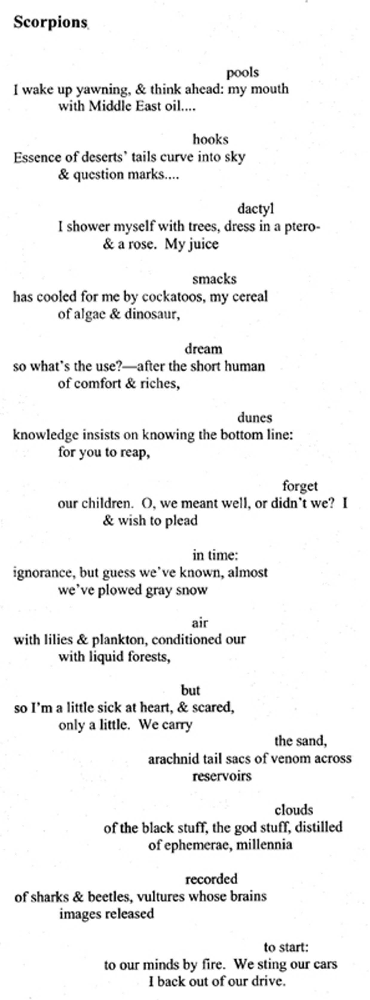 Scorpions
pools
I wake up yawning, & think ahead: my mouth
with Middle East oil....
hooks
Essence of deserts' tails curve into sky
& question marks....
dactyl
I shower myself with trees, dress in a ptero-
& a rose. My juice
smacks
has cooled for me by cockatoos, my cereal
of algae & dinosaur,
dream
so what's the use?—after the short human
of comfort & riches,
dunes
knowledge insists on knowing the bottom line:
for you to reap,
forget
our children. O, we meant well, or didn't we? I
& wish to plead
in time:
ignorance, but guess we've known, almost
we've plowed gray snow
air
with lilies & plankton, conditioned our
with liquid forests,
but
so I'm a little sick at heart, & scared,
only a little. We carry
the sand,
arachnid tail sacs of venom across
reservoirs
clouds
of the black stuff, the god stuff, distilled
of ephemerae, millennia
recorded
of sharks & beetles, vultures whose brains
images released
to start:
to our minds by fire. We sting our cars
I back out of our drive.